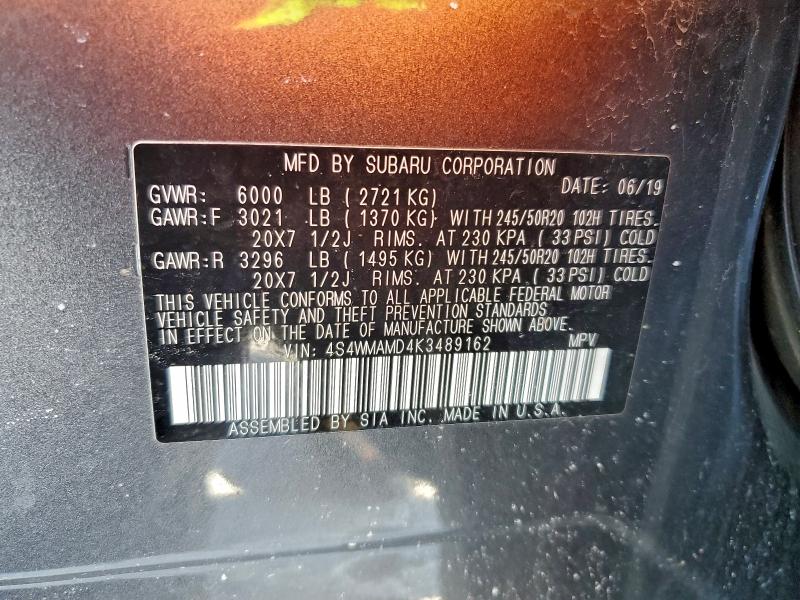 MFD BY SUBARU CORPORATION
DATE: 06/19
GVWR: 6000 LB ( 2721 KG)
GAWR:F 3021 LB ( 1370 KG) WITH 245/50R20 102H TIRES.
20X7 1/2J RIMS. AT 230 KPA ( 33 PSI) COLD
GAWR:R 3296 LB ( 1495 KG) WITH 245/50R20 102H TIRES.
20X7 1/2J RIMS. AT 230 KPA ( 33 PSI) COLD
THIS VEHICLE CONFORMS TO ALL APPLICABLE FEDERAL MOTOR
VEHICLE SAFETY AND THEFT PREVENTION STANDARDS
IN EFFECT ON THE DATE OF MANUFACTURE SHOWN ABOVE.
VIN: 4S4WMAMD4K3489162 MPV
ASSEMBLED BY SIA INC. MADE IN U.S.A.